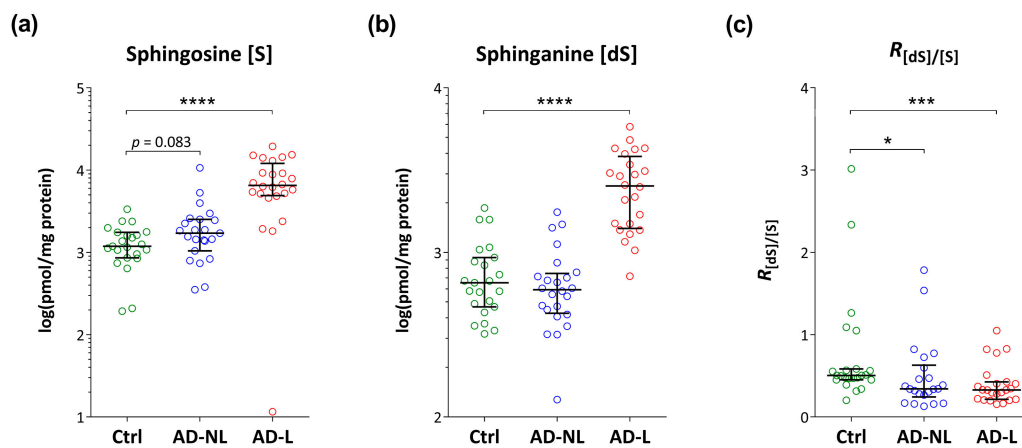 (a)
Sphingosine [S]
log(pmol/mg protein)
5
4
3
2
1
****
p = 0.083
Ctrl AD-NL AD-L
(b)
Sphinganine [dS]
log(pmol/mg protein)
4
3
2
****
Ctrl AD-NL AD-L
(c)
R[dS]/[S]
R[dS]/[S]
4
3
2
1
0
***
*
Ctrl AD-NL AD-L